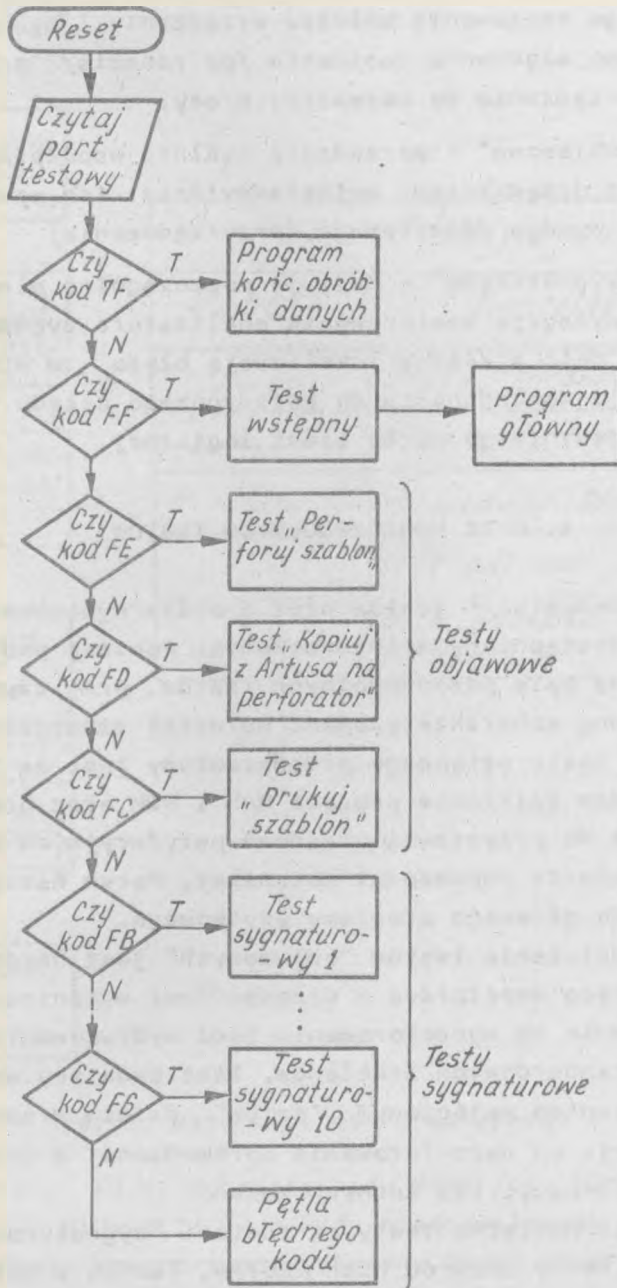 Reset
Czytaj
port
testowy
Czy
kod 7F
T
Program
końc. obrób-
ki danych
N
Czy
kod FF
T
Test
wstępny
Program
główny
Czy
kod FE
T
Test „Per-
foruj szablon"
N
Czy
kod FD
T
Test „Kopiuj
z Artusa na
perforator"
Testy
objawowe
N
Czy
kod FC
T
Test
„Drukuj
szablon"
N
Czy
kod FB
T
Test
sygnaturo-
-wy 1
N
Czy
kod F6
T
Test
sygnaturo-
-wy 10
Testy
sygnaturowe
N
Pętla
błędnego
kodu